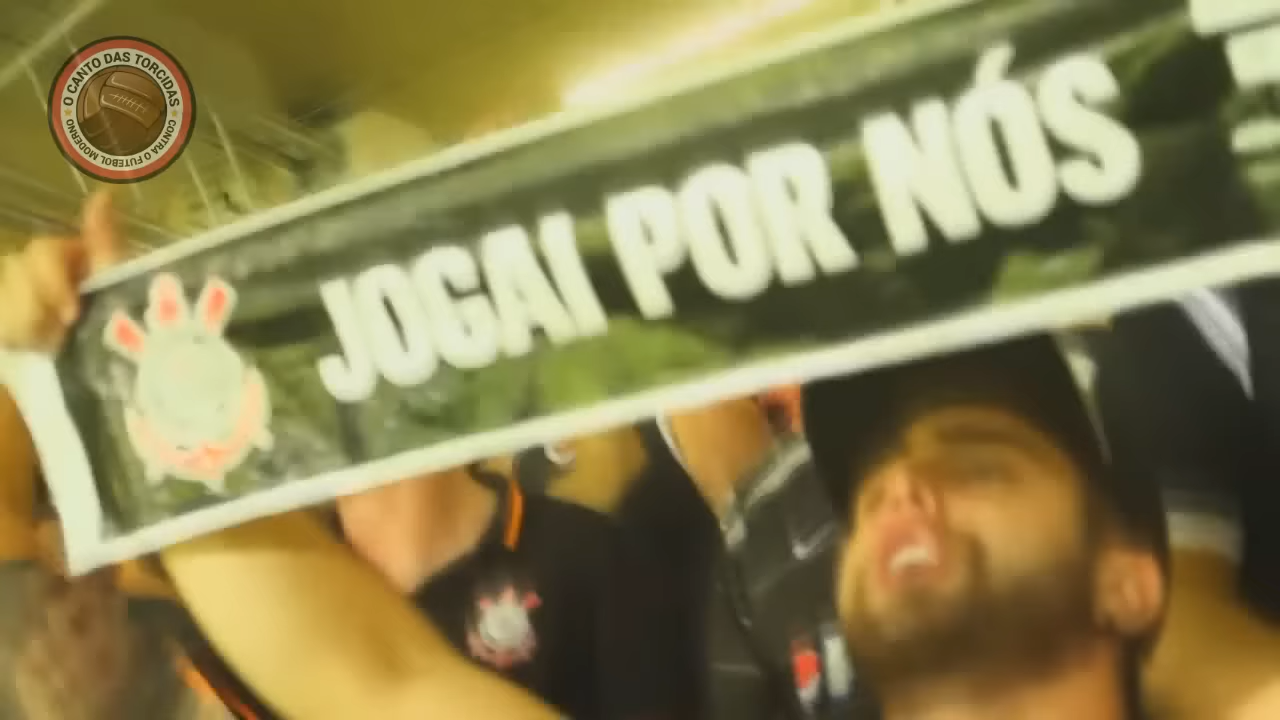 O CANTO DAS TORCIDAS
CONTRA O FUTEBOL MODERNO
JOGAI POR NÓS